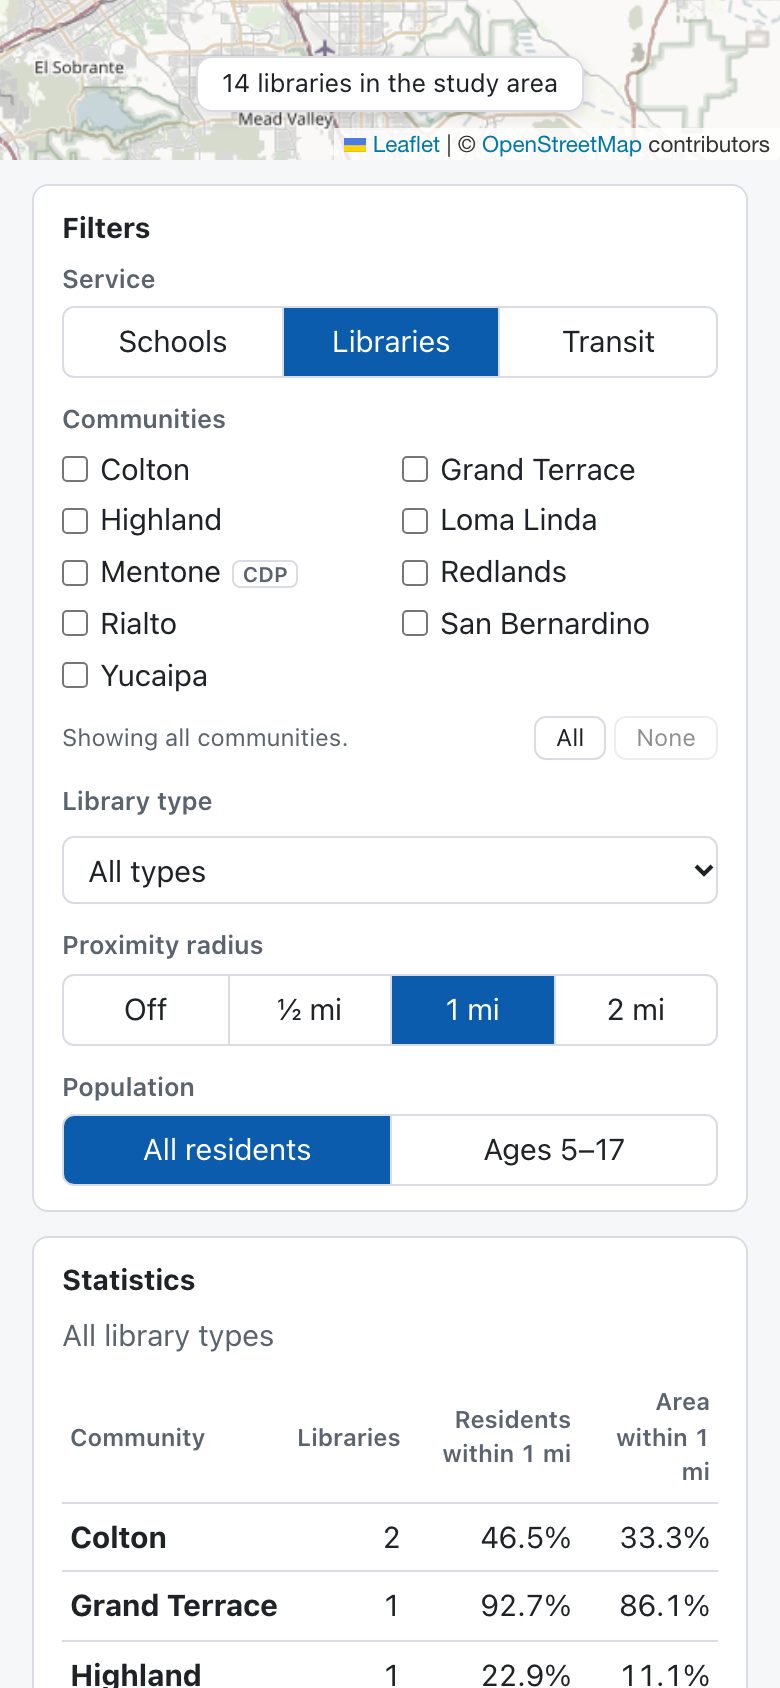 El Sobrante
14 libraries in the study area
Mead Valley
Leaflet | © OpenStreetMap contributors
Filters
Service
Schools Libraries Transit
Communities
Colton Grand Terrace
Highland Loma Linda
Mentone CDP Redlands
Rialto San Bernardino
Yucaipa
Showing all communities. All None
Library type
All types
Proximity radius
Off ½ mi 1 mi 2 mi
Population
All residents Ages 5–17
Statistics
All library types
Community Libraries Residents within 1 mi Area within 1 mi
Colton 2 46.5% 33.3%
Grand Terrace 1 92.7% 86.1%
Highland 1 22.9% 11.1%